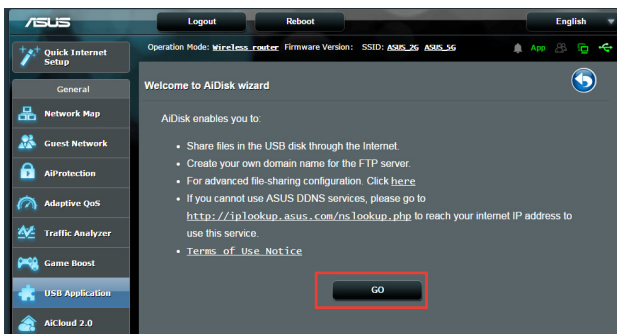 ASUS
Logout
Reboot
English
Quick Internet
Setup
Operation Mode: Wireless router Firmware Version: SSID: ASUS_2G ASUS_5G
App
General
Network Map
Guest Network
AiProtection
Adaptive QoS
Traffic Analyzer
Game Boost
USB Application
AiCloud 2.0
Welcome to AiDisk wizard
AiDisk enables you to:
• Share files in the USB disk through the Internet.
• Create your own domain name for the FTP server.
• For advanced file-sharing configuration. Click here
• If you cannot use ASUS DDNS services, please go to
http://iplookup.asus.com/nslookup.php to reach your internet IP address to
use this service.
• Terms of Use Notice
GO